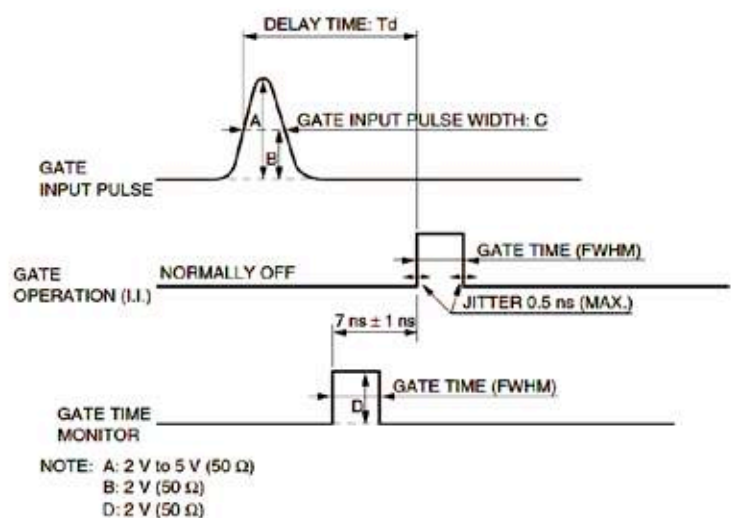 DELAY TIME: Td
A
GATE INPUT PULSE WIDTH: C
B
GATE
INPUT PULSE
NORMALLY OFF
GATE TIME (FWHM)
GATE
OPERATION (I.I.)
JITTER 0.5 ns (MAX.)
7 ns ± 1 ns
GATE TIME (FWHM)
D
GATE TIME
MONITOR
NOTE: A: 2 V to 5 V (50 Ω)
B: 2 V (50 Ω)
D: 2 V (50 Ω)